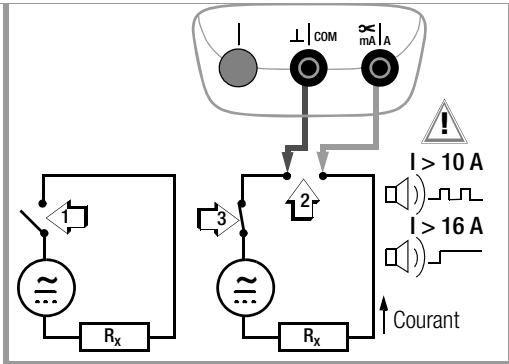 ⊥ COM
mA A
I > 10 A
I > 16 A
1
3
2
Rx
Rx
Courant